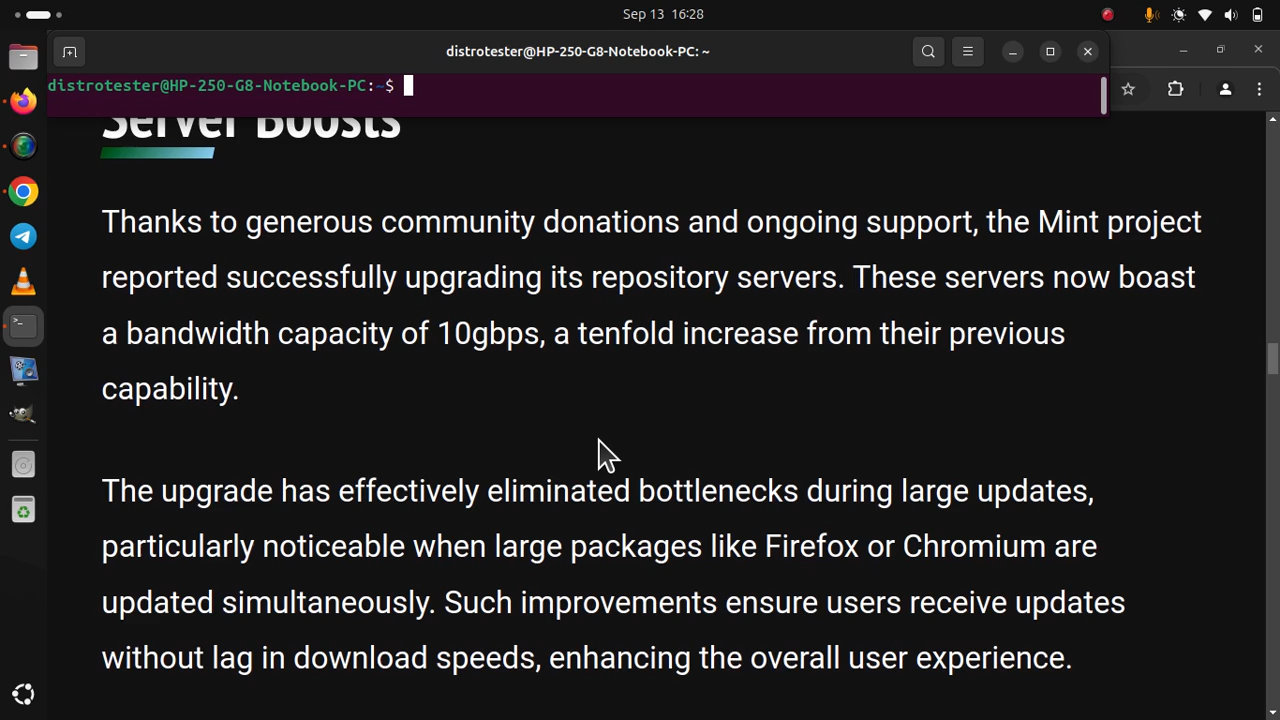 Sep 13 16:28
distrotester@HP-250-G8-Notebook-PC: ~
distrotester@HP-250-G8-Notebook-PC:~$
Server Boosts
Thanks to generous community donations and ongoing support, the Mint project
reported successfully upgrading its repository servers. These servers now boast
a bandwidth capacity of 10gbps, a tenfold increase from their previous
capability.
The upgrade has effectively eliminated bottlenecks during large updates,
particularly noticeable when large packages like Firefox or Chromium are
updated simultaneously. Such improvements ensure users receive updates
without lag in download speeds, enhancing the overall user experience.